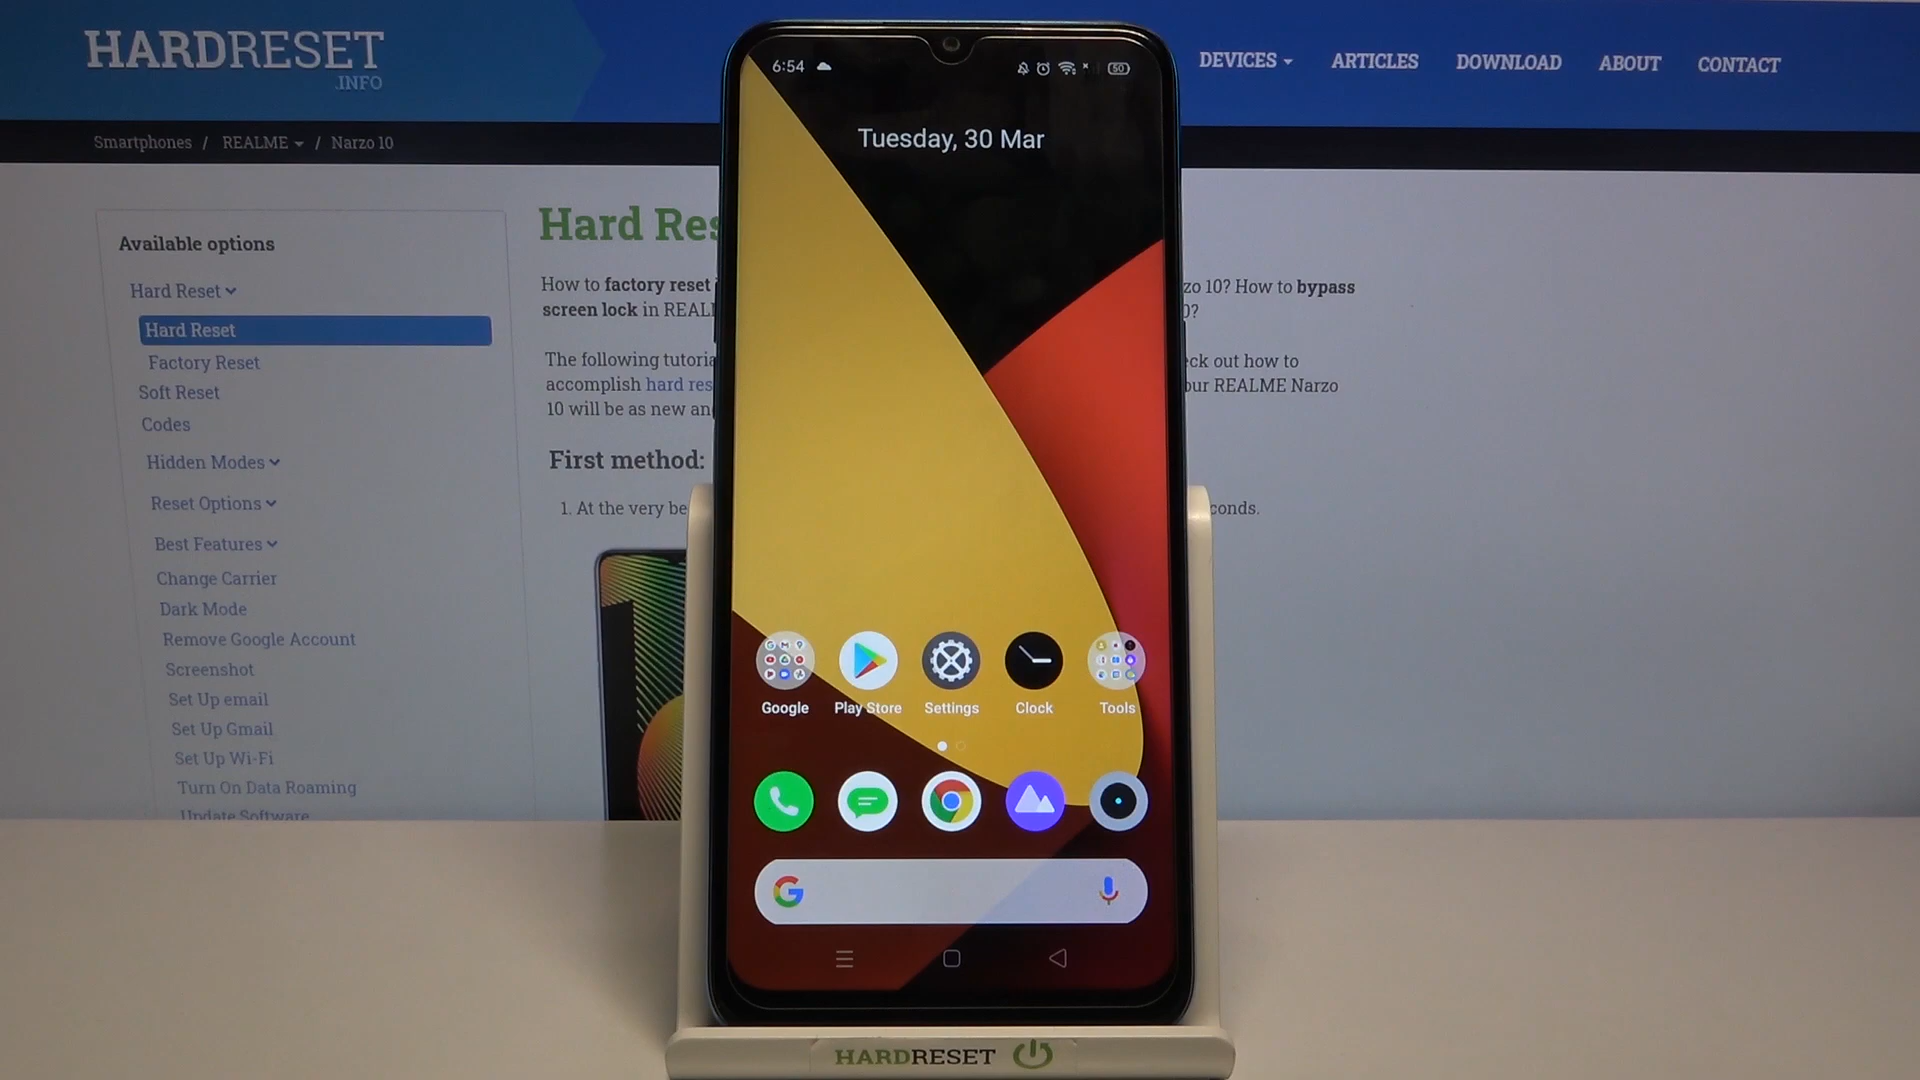 HARDRESET
.INFO
DEVICES
ARTICLES
DOWNLOAD
ABOUT
CONTACT
Smartphones / REALME / Narzo 10
Available options
Hard Reset
Hard Reset
Factory Reset
Soft Reset
Codes
Hidden Modes
Reset Options
Best Features
Change Carrier
Dark Mode
Remove Google Account
Screenshot
Set Up email
Set Up Gmail
Set Up Wi-Fi
Turn On Data Roaming
Update Software
Hard Res
How to factory reset
zo 10? How to bypass
screen lock in REAL
0?
The following tutoria
eck out how to
accomplish hard res
our REALME Narzo
10 will be as new an
First method:
1. At the very be
conds.
6:54
50
Tuesday, 30 Mar
Google
Play Store
Settings
Clock
Tools
HARDRESET